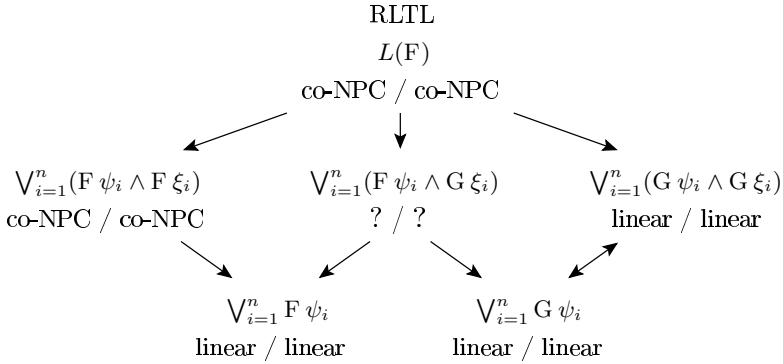 RLTL
L(F)
co-NPC / co-NPC
⋁ⁿᵢ₌₁(F ψᵢ ∧ F ξᵢ) ⋁ⁿᵢ₌₁(F ψᵢ ∧ G ξᵢ) ⋁ⁿᵢ₌₁(G ψᵢ ∧ G ξᵢ)
co-NPC / co-NPC ? / ? linear / linear
⋁ⁿᵢ₌₁ F ψᵢ ⋁ⁿᵢ₌₁ G ψᵢ
linear / linear linear / linear